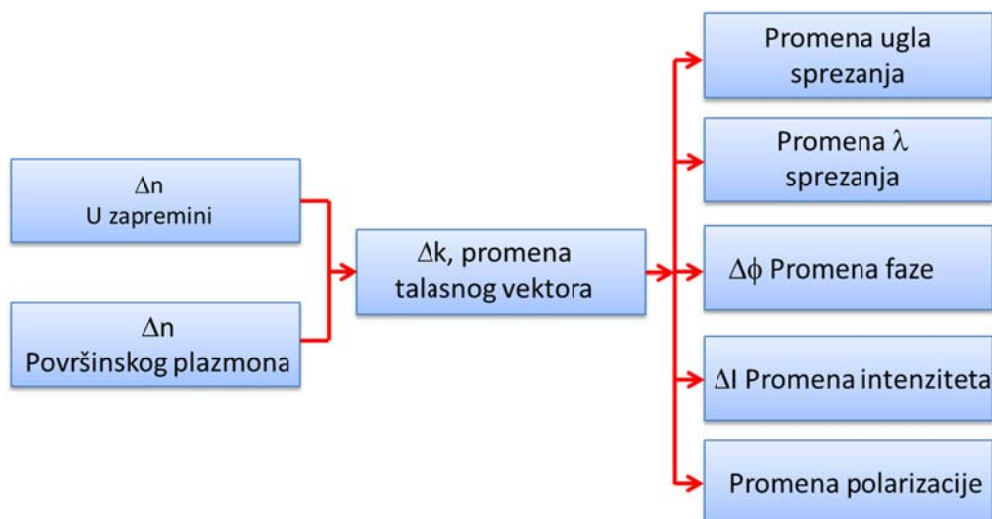 Δn
U zapremini
Δn
Površinskog plazmona
Δk, promena
talasnog vektora
Promena ugla
sprezanja
Promena λ
sprezanja
Δϕ Promena faze
ΔI Promena intenziteta
Promena polarizacije